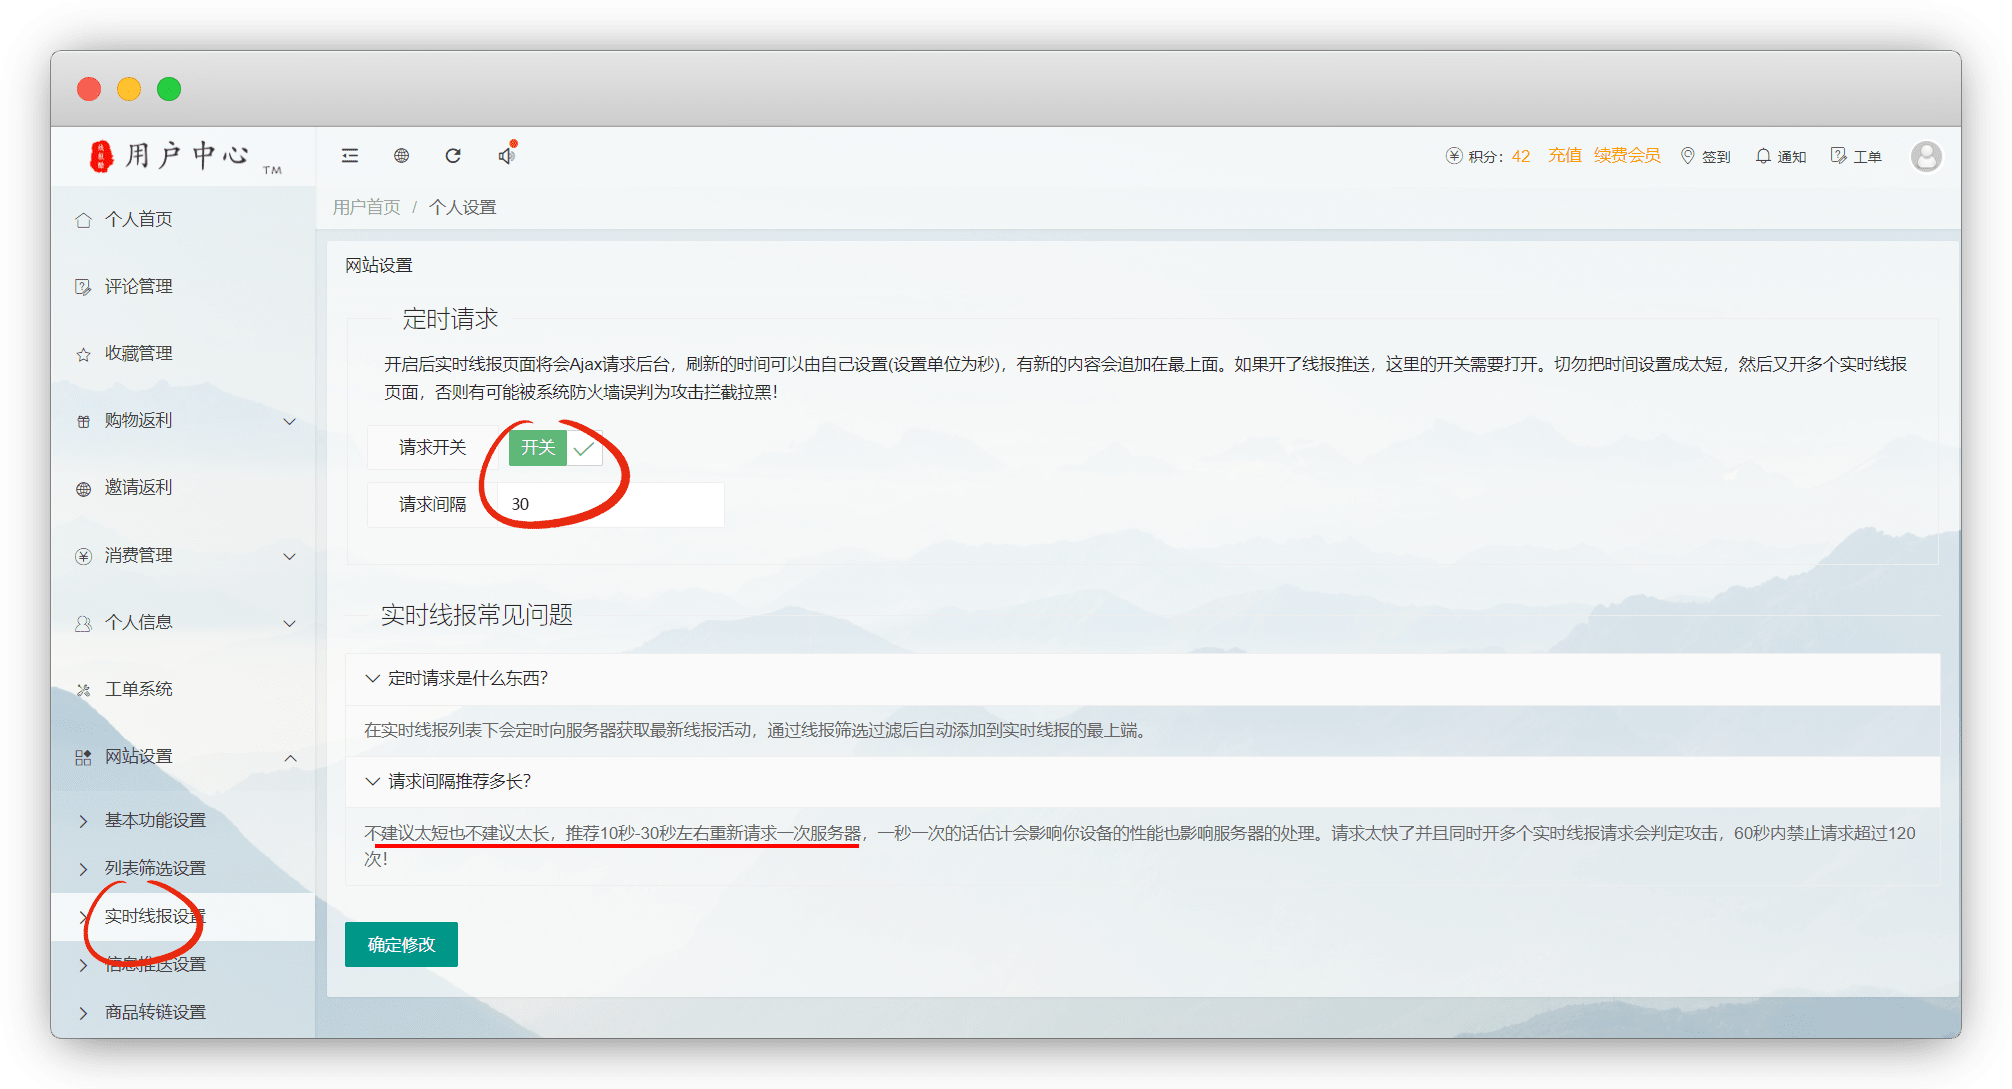 线报酷
用户中心 TM
积分：42 充值 续费会员 签到 通知 工单
用户首页 / 个人设置
个人首页
评论管理
收藏管理
购物返利
邀请返利
消费管理
个人信息
工单系统
网站设置
基本功能设置
列表筛选设置
实时线报设置
信息推送设置
商品转链设置
网站设置
定时请求
开启后实时线报页面将会Ajax请求后台，刷新的时间可以由自己设置(设置单位为秒)，有新的内容会追加在最上面。如果开了线报推送，这里的开关需要打开。切勿把时间设置成太短，然后又开多个实时线报
页面，否则有可能被系统防火墙误判为攻击拦截拉黑！
请求开关 开关
请求间隔 30
实时线报常见问题
定时请求是什么东西？
在实时线报列表下会定时向服务器获取最新线报活动，通过线报筛选过滤后自动添加到实时线报的最上端。
请求间隔推荐多长？
不建议太短也不建议太长，推荐10秒-30秒左右重新请求一次服务器，一秒一次的话估计会影响你设备的性能也影响服务器的处理。请求太快了并且同时开多个实时线报请求会判定攻击，60秒内禁止请求超过120
次！
确定修改